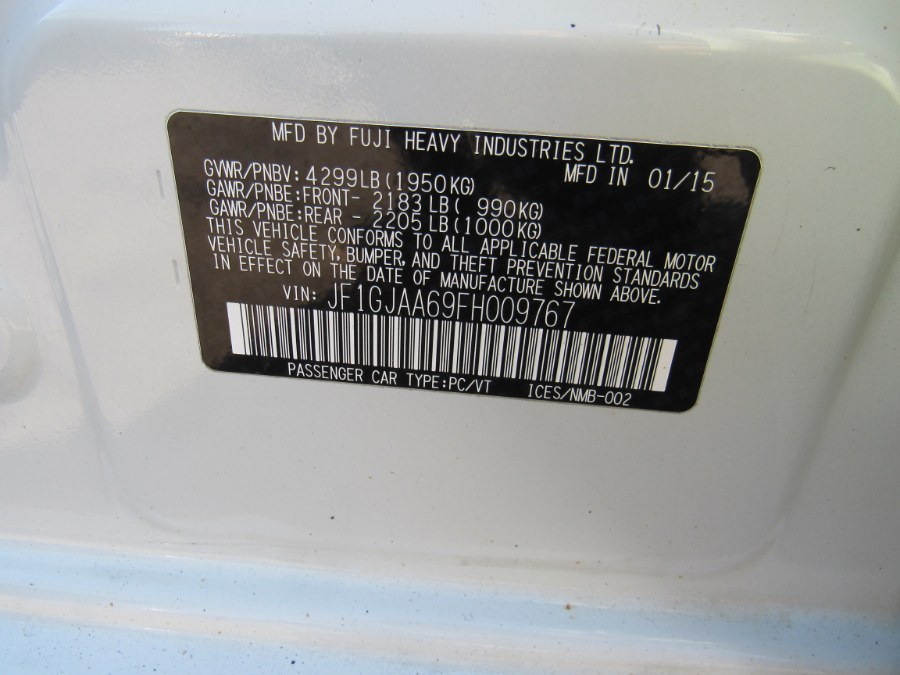 MFD BY FUJI HEAVY INDUSTRIES LTD.
GVWR/PNBV: 4299LB(1950KG) MFD IN 01/15
GAWR/PNBE:FRONT- 2183LB( 990KG)
GAWR/PNBE:REAR - 2205LB(1000KG)
THIS VEHICLE CONFORMS TO ALL APPLICABLE FEDERAL MOTOR
VEHICLE SAFETY, BUMPER, AND THEFT PREVENTION STANDARDS
IN EFFECT ON THE DATE OF MANUFACTURE SHOWN ABOVE.
VIN: JF1GJAA69FH009767
PASSENGER CAR TYPE:PC/VT ICES/NMB-002